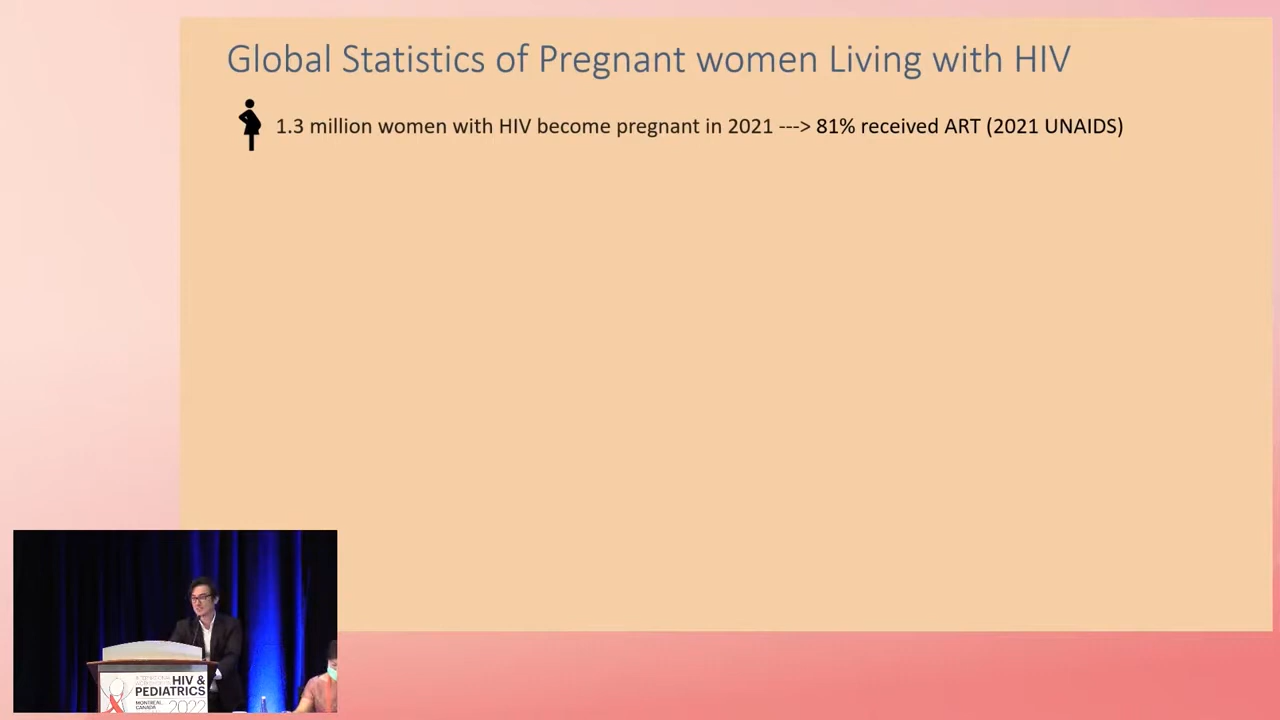 Global Statistics of Pregnant women Living with HIV
1.3 million women with HIV become pregnant in 2021 ---> 81% received ART (2021 UNAIDS)
HIV &
PEDIATRICS
MONTREAL,
CANADA
2022